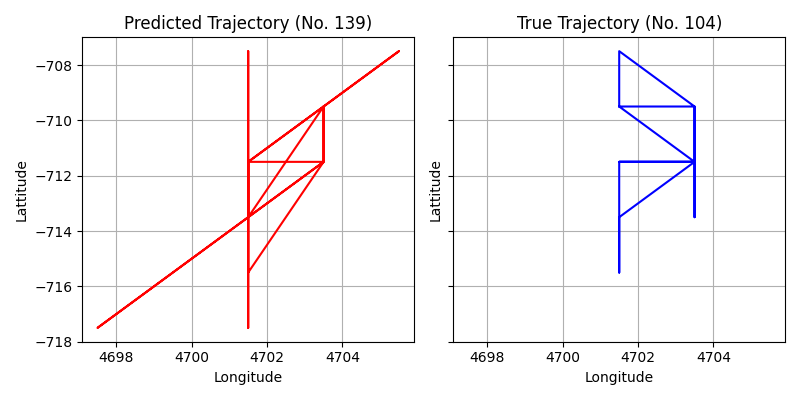 Predicted Trajectory (No. 139)
True Trajectory (No. 104)
Lattitude
−708
−710
−712
−714
−716
−718
4698 4700 4702 4704
Longitude
Lattitude
4698 4700 4702 4704
Longitude